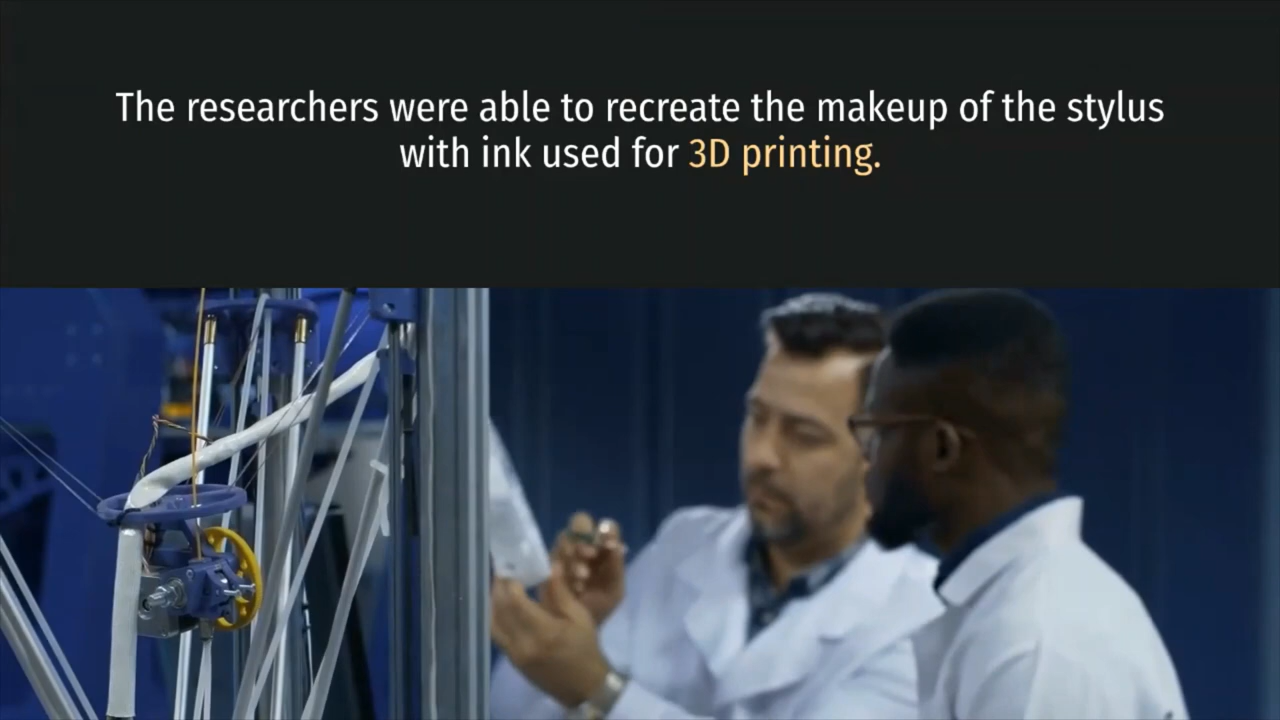 The researchers were able to recreate the makeup of the stylus
with ink used for 3D printing.